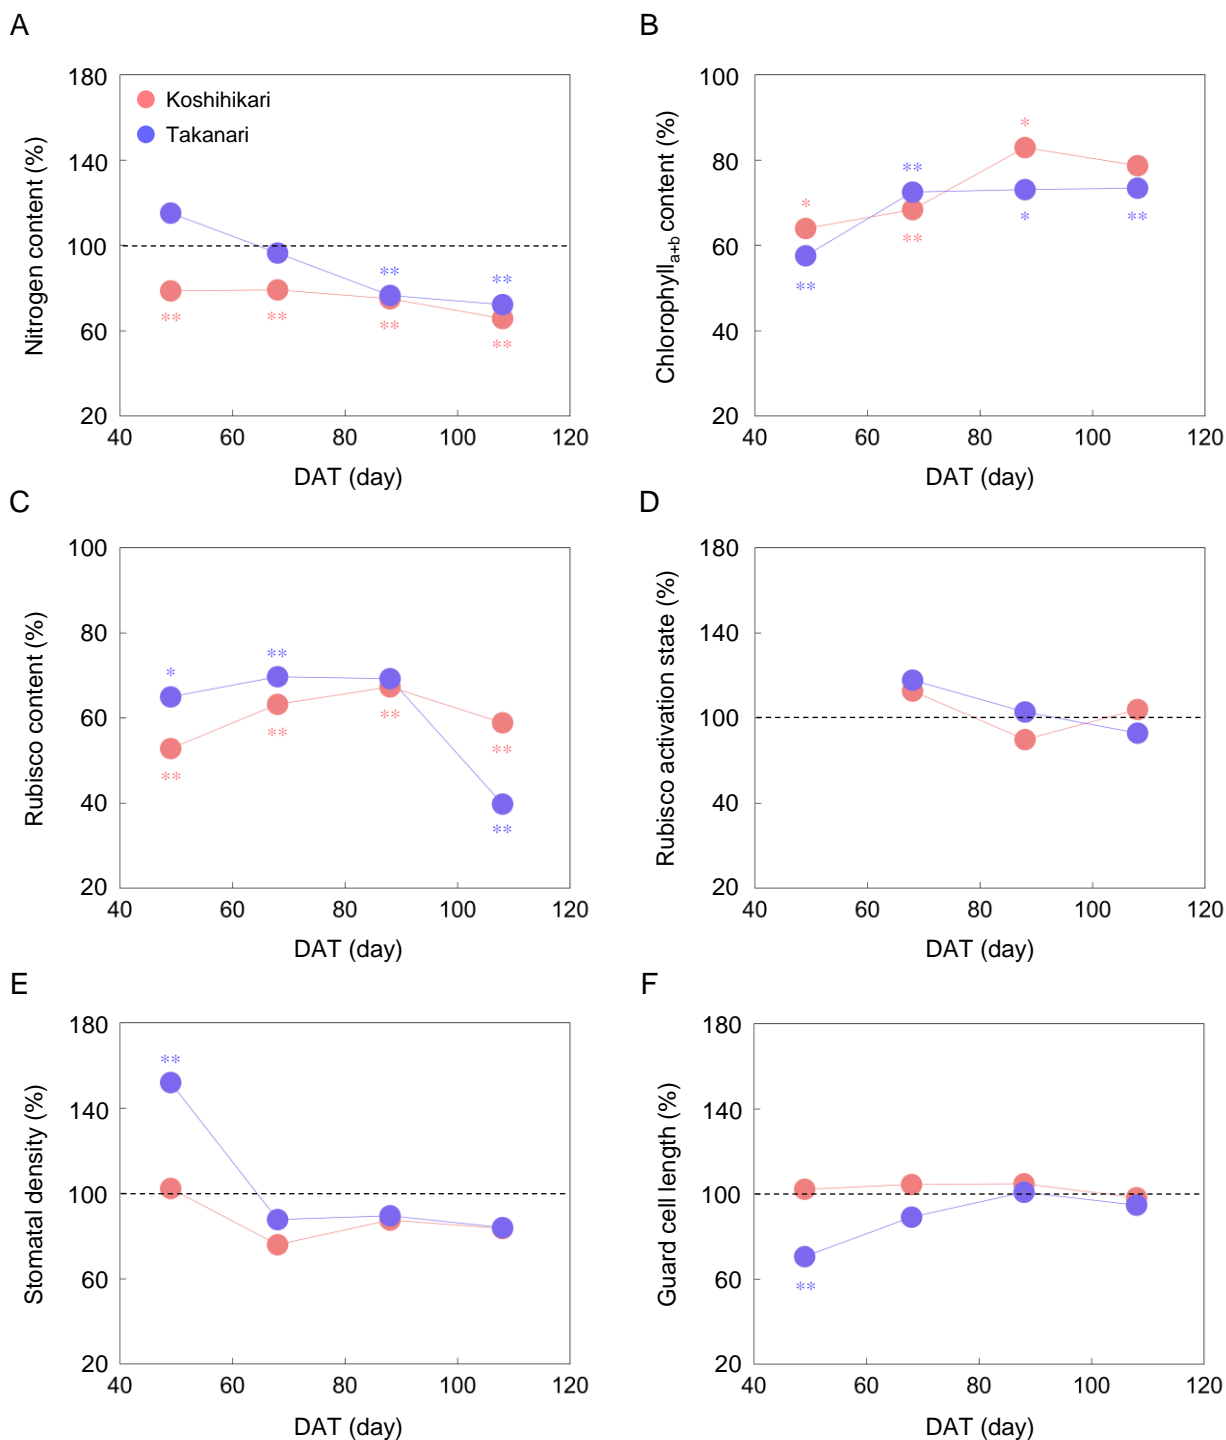 A
Nitrogen content (%)
180
140
100
60
20
Koshihikari
Takanari
**
**
**
**
**
**
40 60 80 100 120
DAT (day)
B
Chlorophyll a+b content (%)
100
80
60
40
20
*
**
*
**
**
*
**
40 60 80 100 120
DAT (day)
C
Rubisco content (%)
100
80
60
40
20
*
**
**
**
**
**
**
40 60 80 100 120
DAT (day)
D
Rubisco activation state (%)
180
140
100
40
20
40 60 80 100 120
DAT (day)
E
Stomatal density (%)
180
140
100
60
20
**
40 60 80 100 120
DAT (day)
F
Guard cell length (%)
180
140
100
60
20
**
40 60 80 100 120
DAT (day)